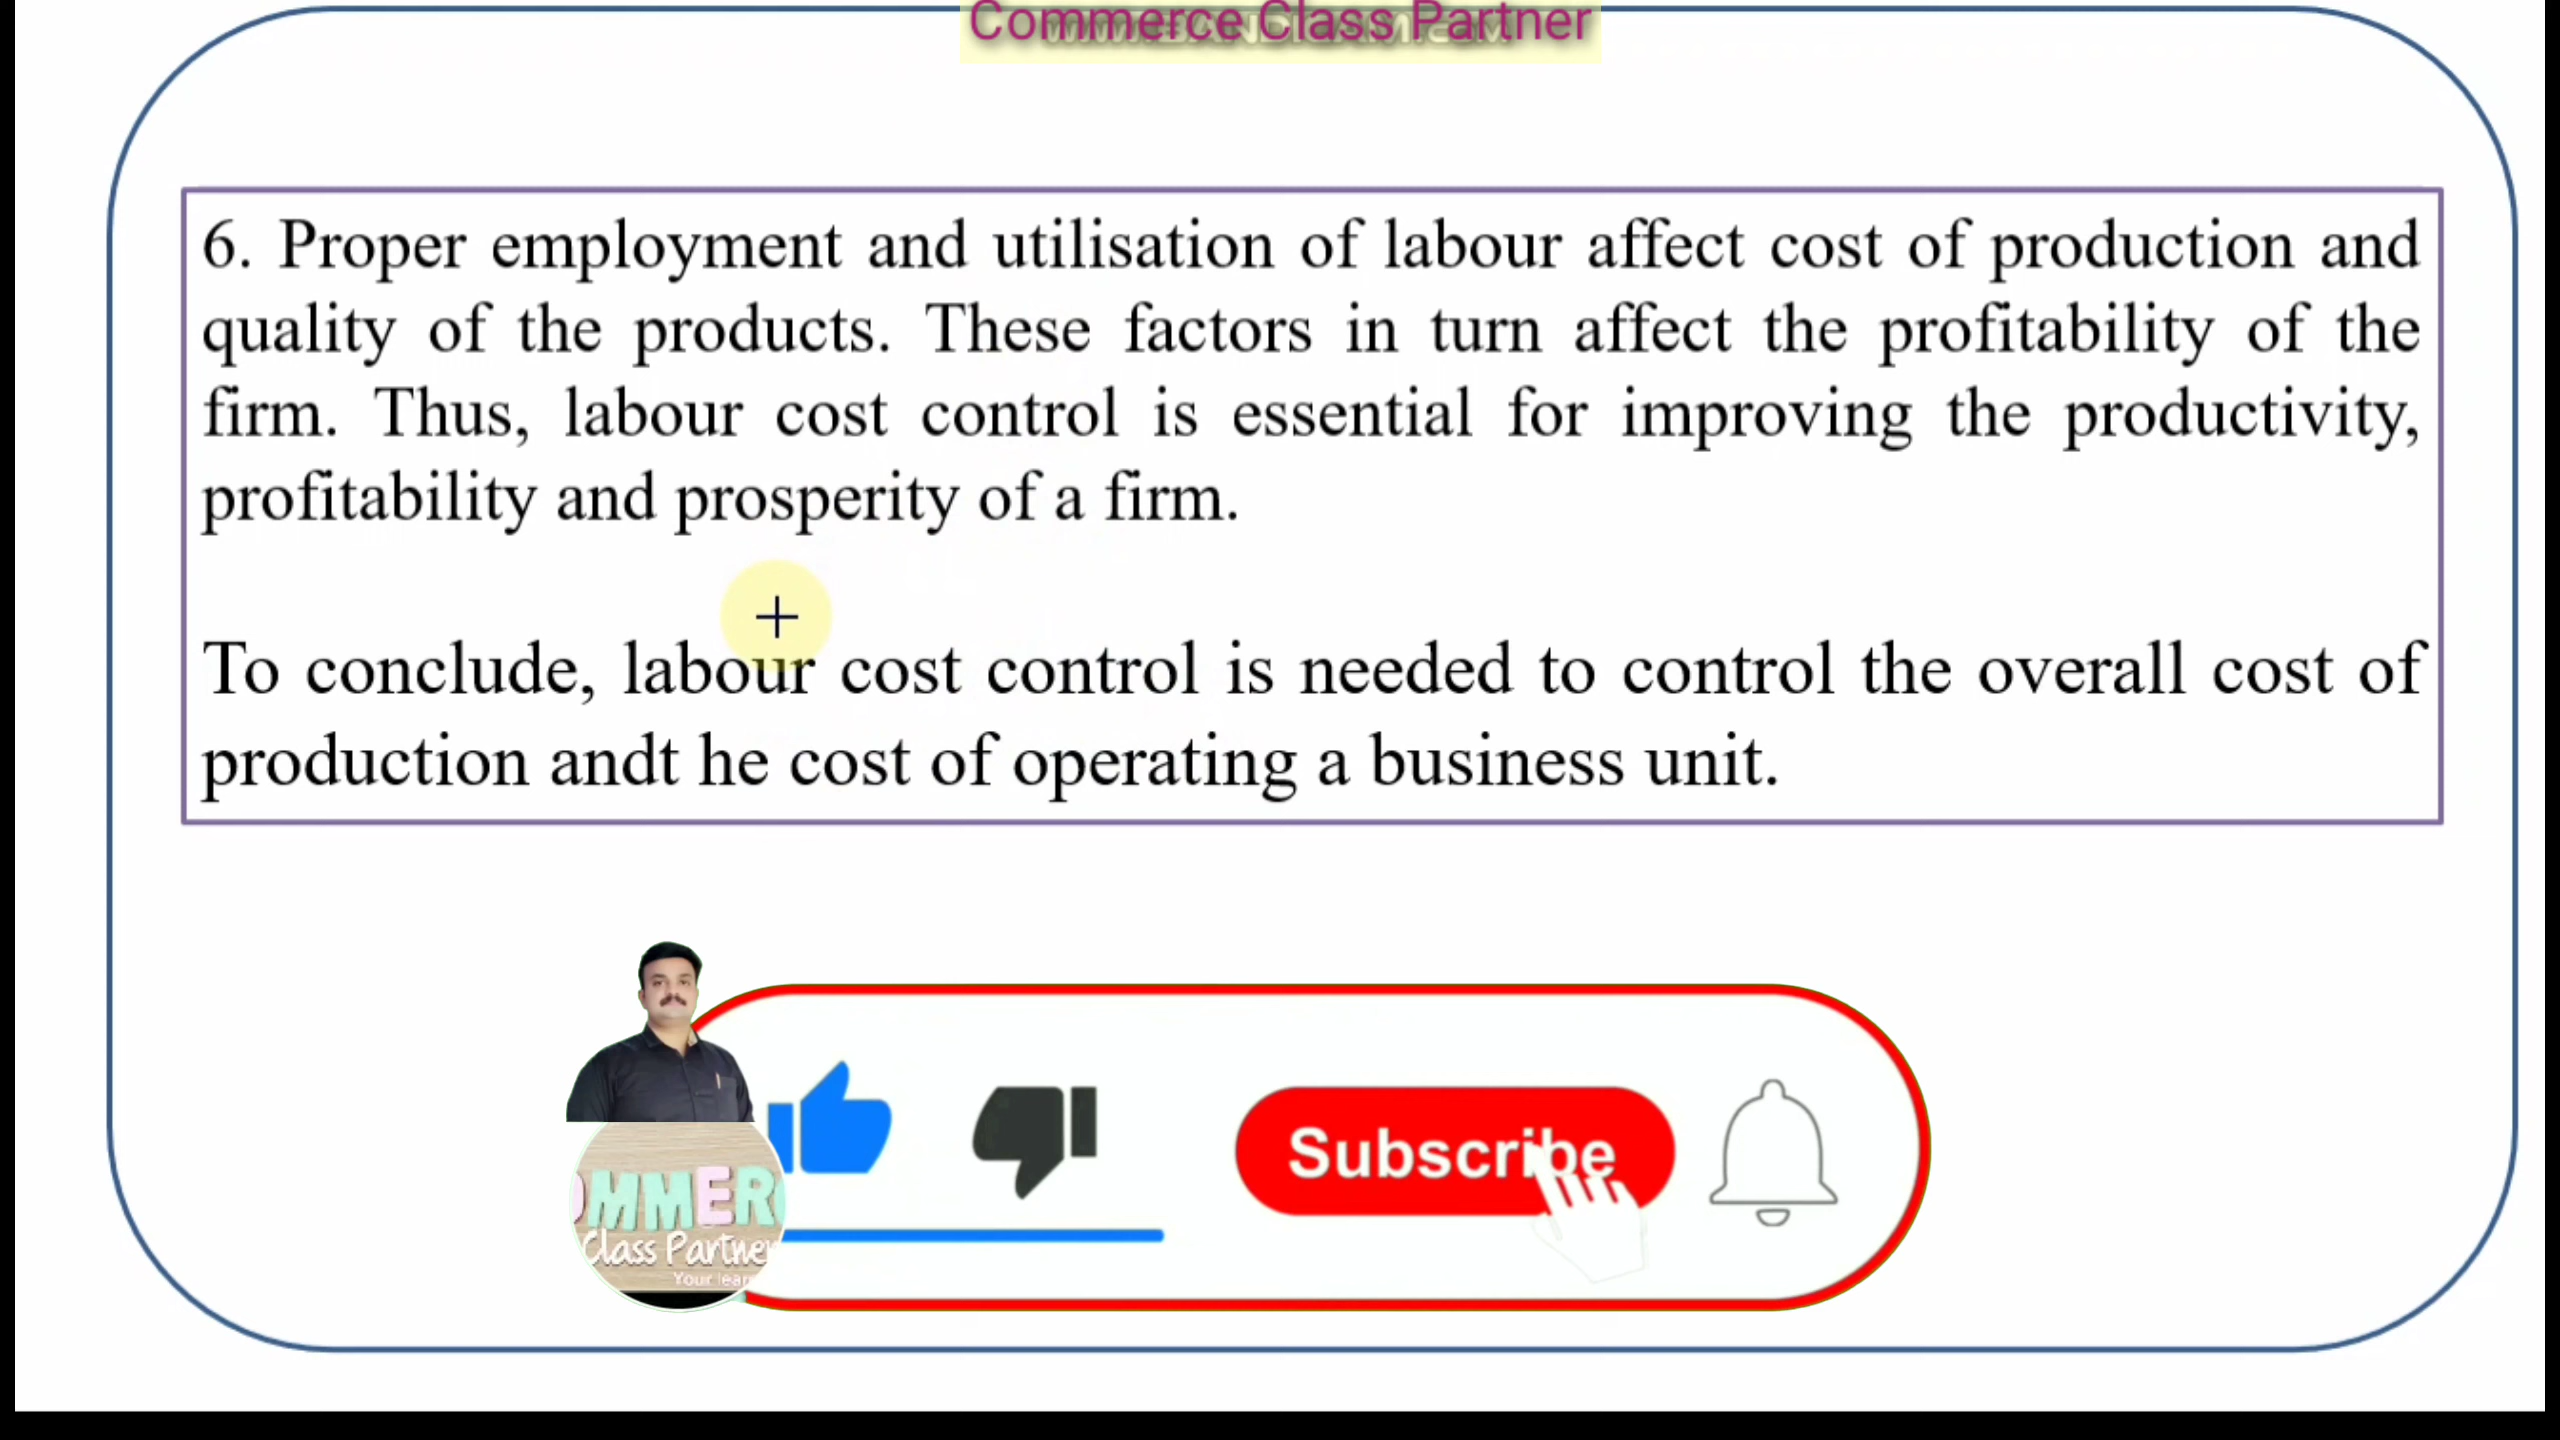 Commerce Class Partner
6. Proper employment and utilisation of labour affect cost of production and
quality of the products. These factors in turn affect the profitability of the
firm. Thus, labour cost control is essential for improving the productivity,
profitability and prosperity of a firm.
To conclude, labour cost control is needed to control the overall cost of
production andt he cost of operating a business unit.
Subscribe
OMMER
Class Partner
Your lear